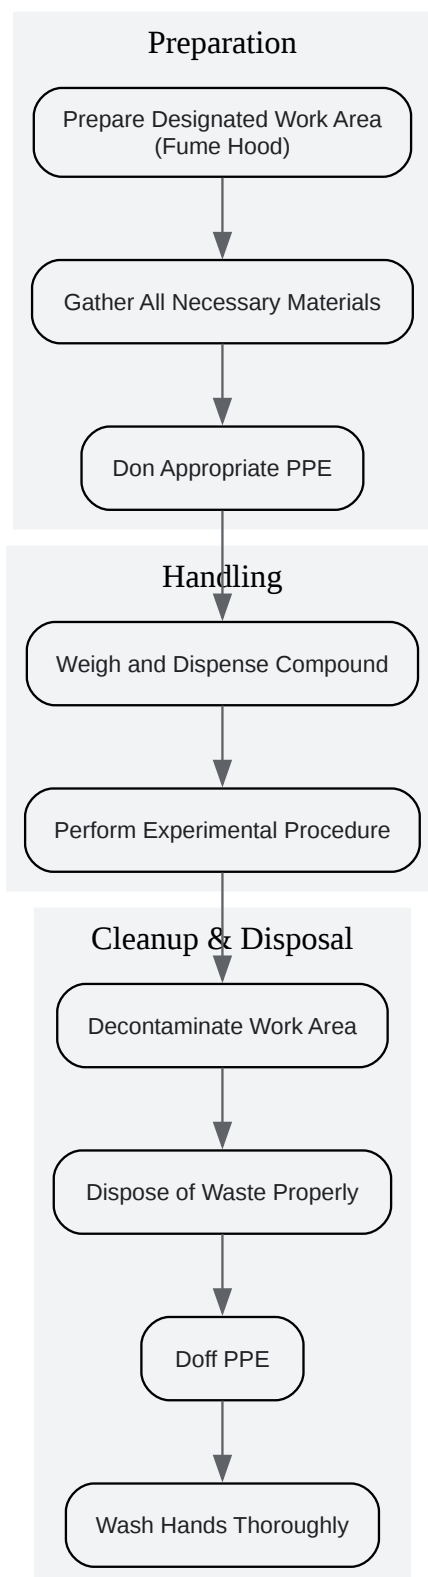 Preparation
Prepare Designated Work Area
(Fume Hood)
Gather All Necessary Materials
Don Appropriate PPE
Handling
Weigh and Dispense Compound
Perform Experimental Procedure
Cleanup & Disposal
Decontaminate Work Area
Dispose of Waste Properly
Doff PPE
Wash Hands Thoroughly